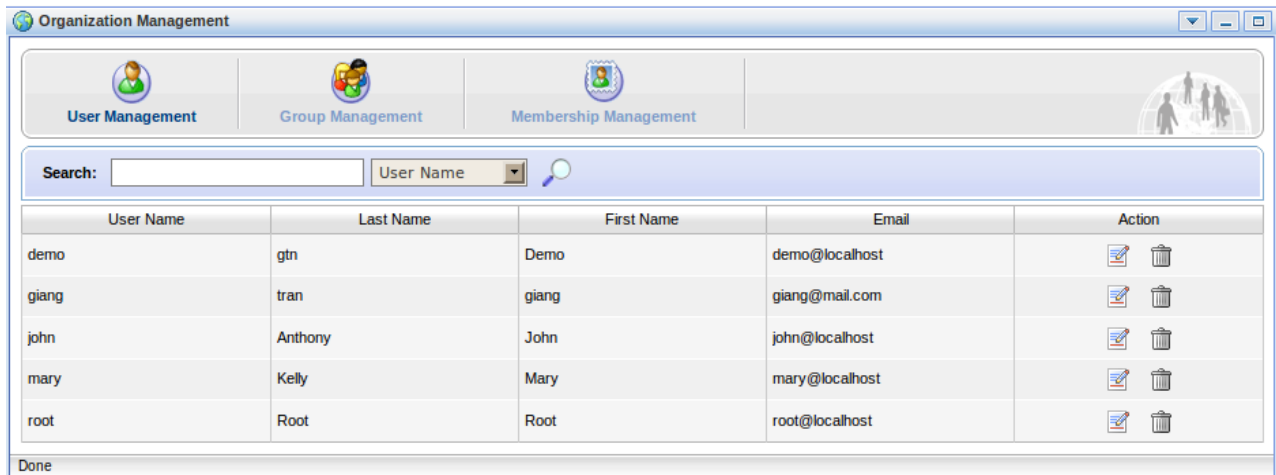 Organization Management
User Management Group Management Membership Management
Search: User Name
User Name Last Name First Name Email Action
demo gtn Demo demo@localhost
giang tran giang giang@mail.com
john Anthony John john@localhost
mary Kelly Mary mary@localhost
root Root Root root@localhost
Done